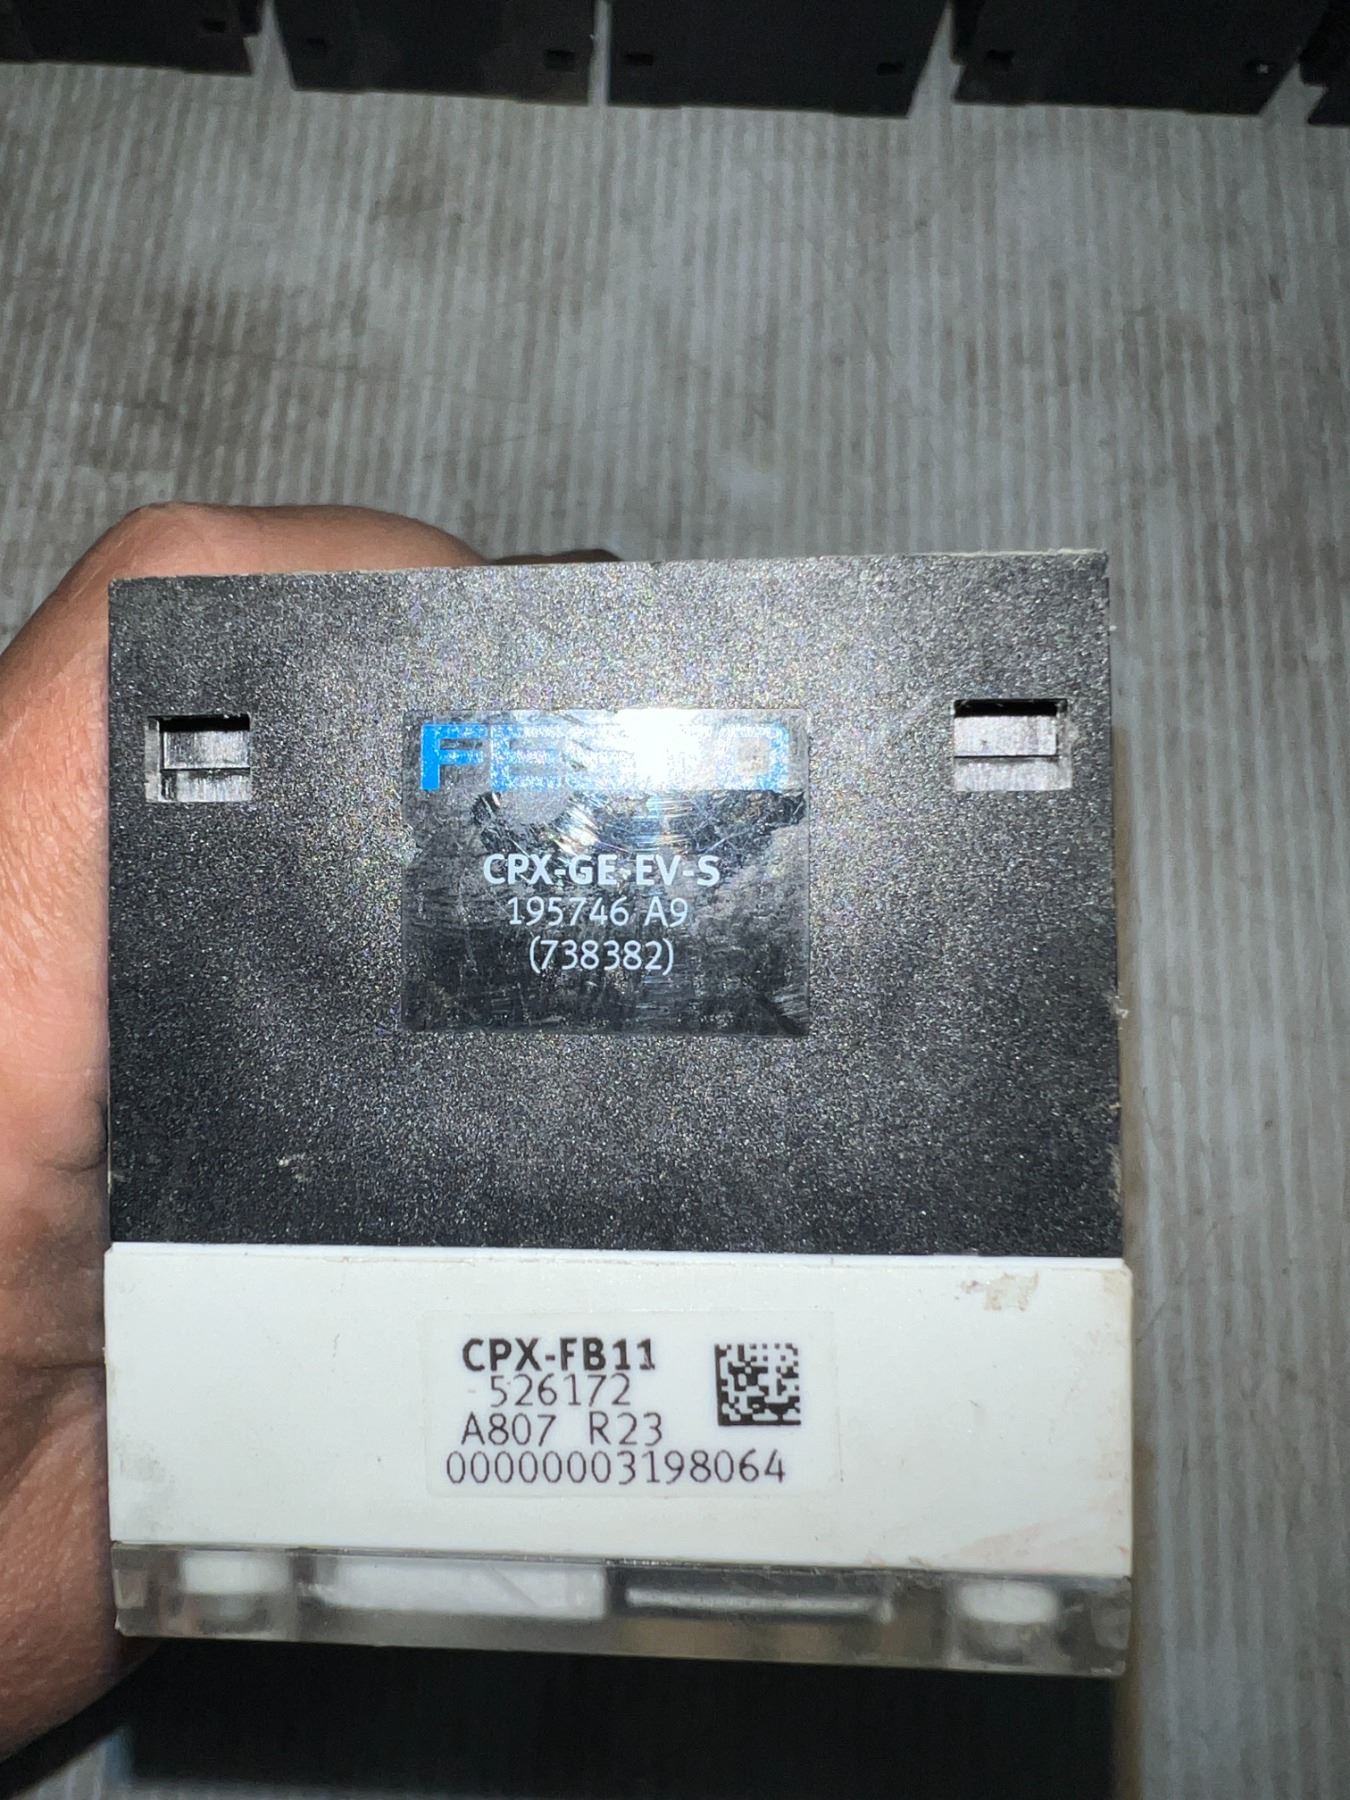 FESTO
CPX-GE-EV-S
195746 A9
(738382)
CPX-FB11
526172
A807 R23
00000003198064